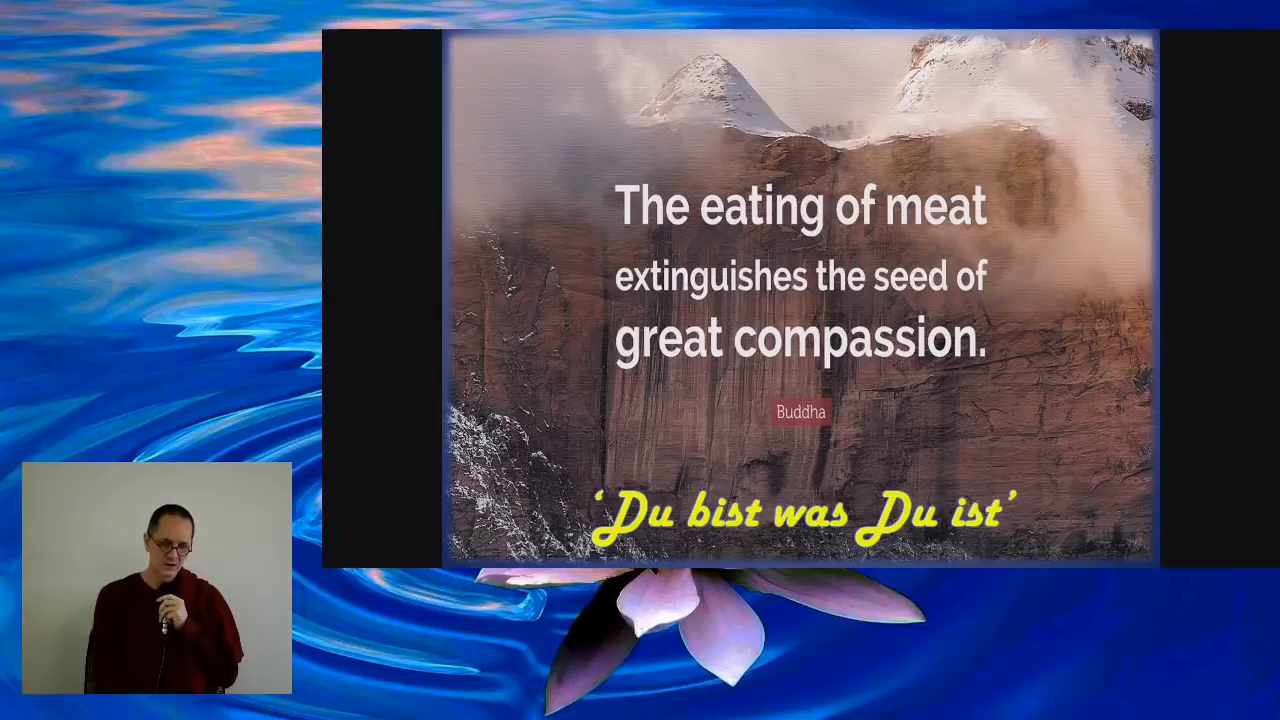 The eating of meat
extinguishes the seed of
great compassion.
Buddha
‘Du bist was Du ist’